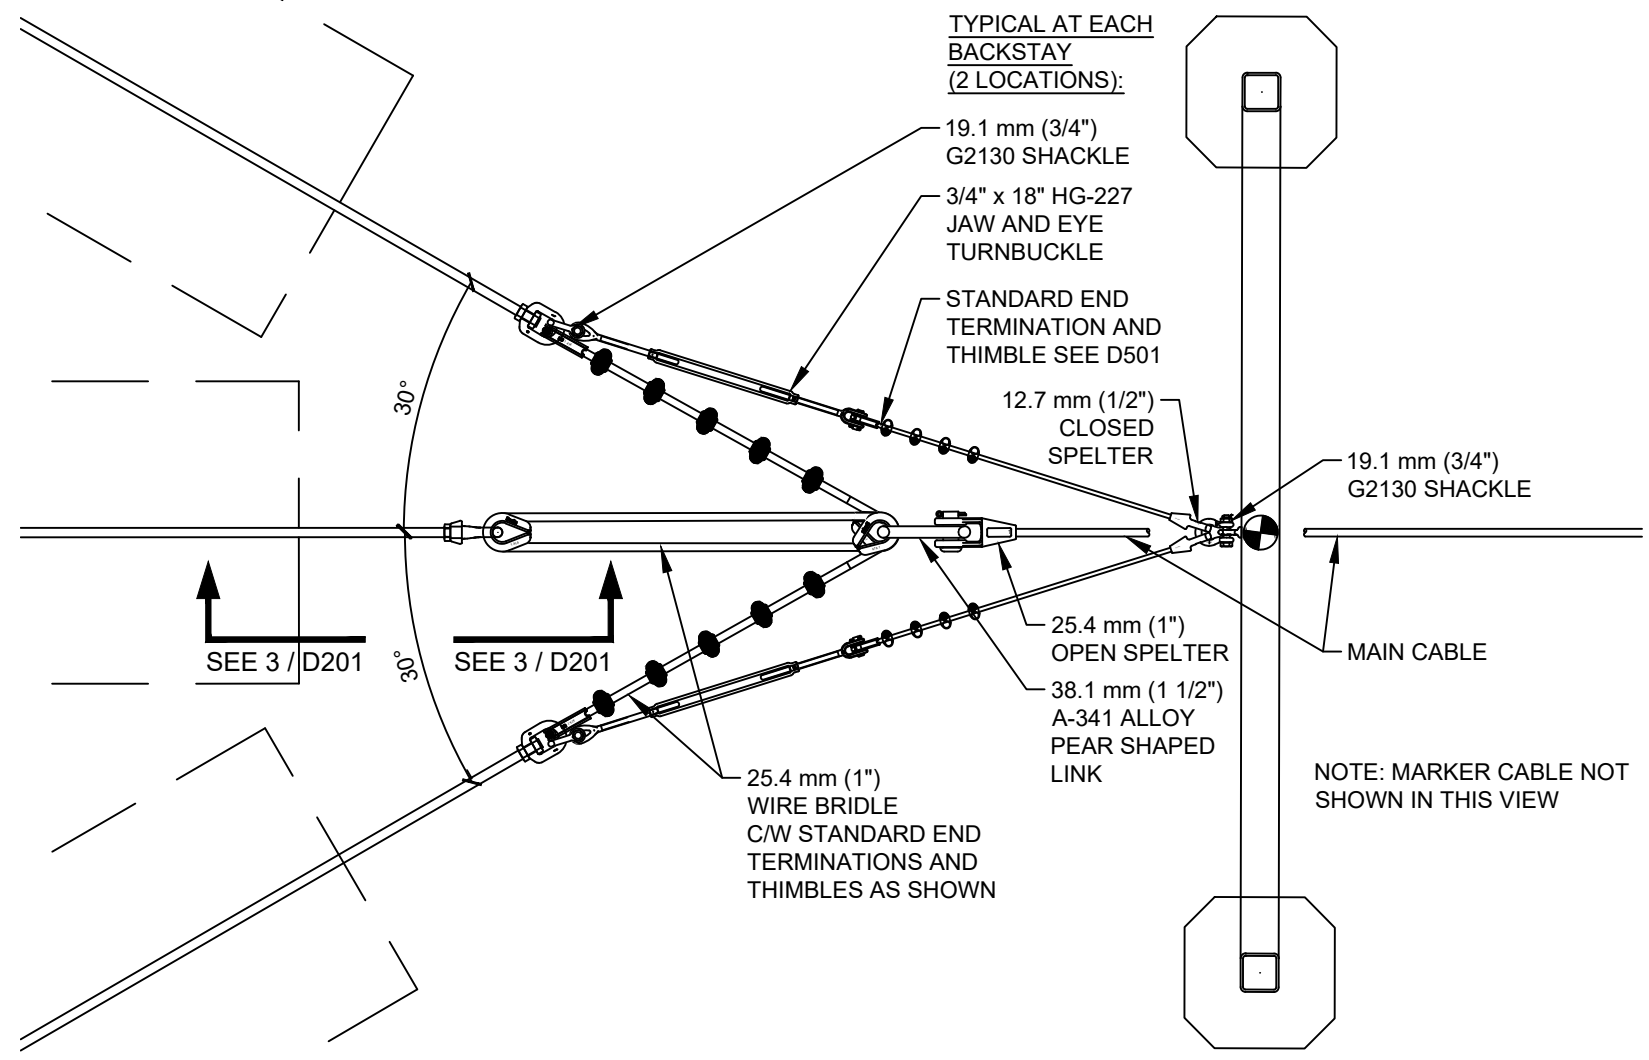 TYPICAL AT EACH
BACKSTAY
(2 LOCATIONS):
19.1 mm (3/4")
G2130 SHACKLE
3/4" x 18" HG-227
JAW AND EYE
TURNBUCKLE
STANDARD END
TERMINATION AND
THIMBLE SEE D501
12.7 mm (1/2")
CLOSED
SPELTER
19.1 mm (3/4")
G2130 SHACKLE
30°
30°
SEE 3 / D201
SEE 3 / D201
25.4 mm (1")
OPEN SPELTER
MAIN CABLE
38.1 mm (1 1/2")
A-341 ALLOY
PEAR SHAPED
LINK
25.4 mm (1")
WIRE BRIDLE
C/W STANDARD END
TERMINATIONS AND
THIMBLES AS SHOWN
NOTE: MARKER CABLE NOT
SHOWN IN THIS VIEW